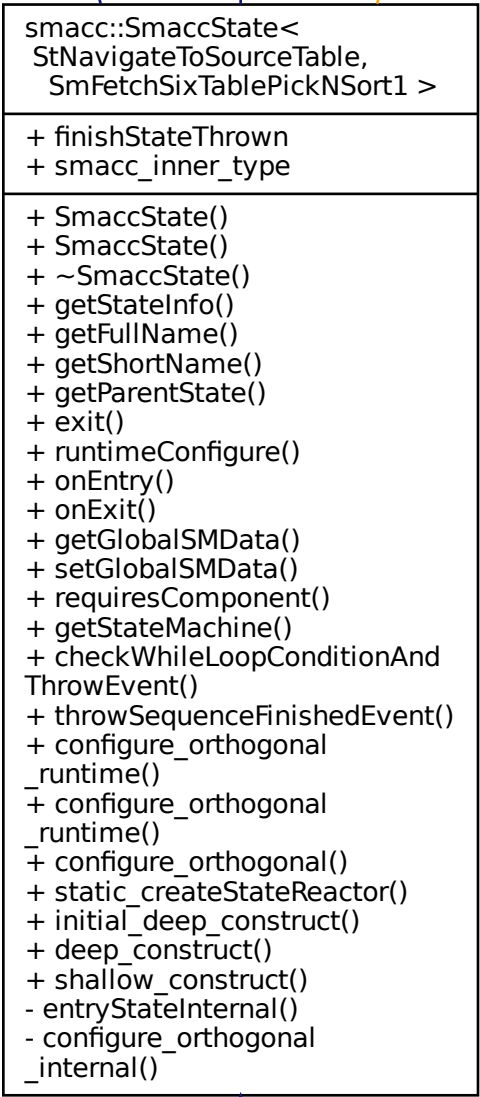 smacc::SmaccState<
StNavigateToSourceTable,
SmFetchSixTablePickNSort1 >
+ finishStateThrown
+ smacc_inner_type
+ SmaccState()
+ SmaccState()
+ ~SmaccState()
+ getStateInfo()
+ getFullName()
+ getShortName()
+ getParentState()
+ exit()
+ runtimeConfigure()
+ onEntry()
+ onExit()
+ getGlobalSMData()
+ setGlobalSMData()
+ requiresComponent()
+ getStateMachine()
+ checkWhileLoopConditionAnd
ThrowEvent()
+ throwSequenceFinishedEvent()
+ configure_orthogonal
_runtime()
+ configure_orthogonal
_runtime()
+ configure_orthogonal()
+ static_createStateReactor()
+ initial_deep_construct()
+ deep_construct()
+ shallow_construct()
- entryStateInternal()
- configure_orthogonal
_internal()